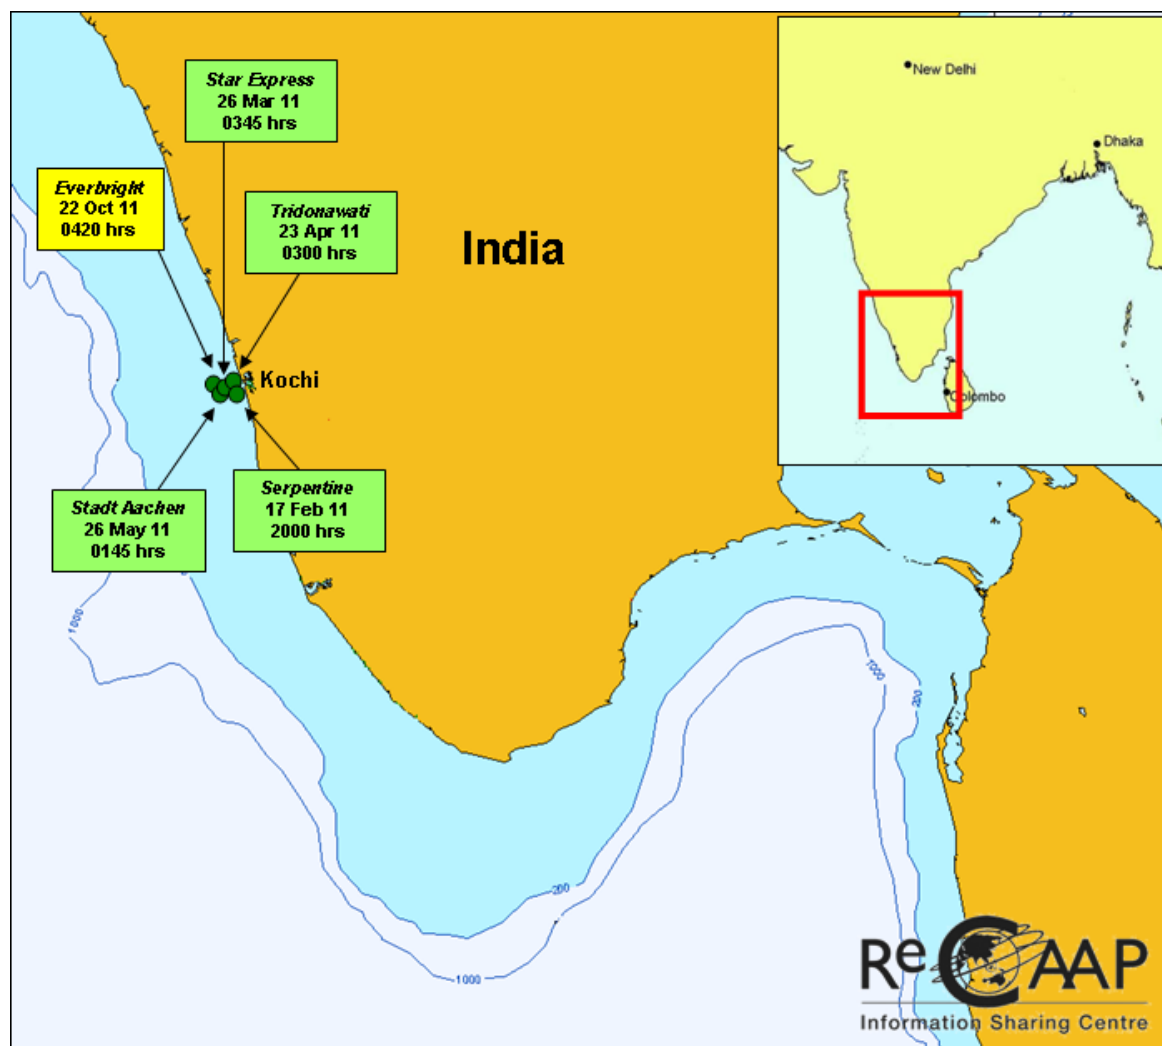 Star Express
26 Mar 11
0345 hrs
Everbright
22 Oct 11
0420 hrs
Tridonawati
23 Apr 11
0300 hrs
India
Kochi
Stadt Aachen
26 May 11
0145 hrs
Serpentine
17 Feb 11
2000 hrs
New Delhi
Dhaka
Colombo
1000
1000
200
200
1000
ReCAAP
Information Sharing Centre